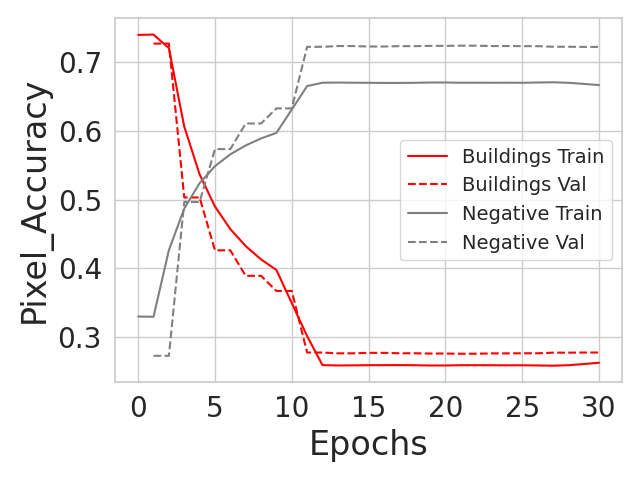 Pixel_Accuracy
0.7
0.6
0.5
0.4
0.3
Buildings Train
Buildings Val
Negative Train
Negative Val
0 5 10 15 20 25 30
Epochs